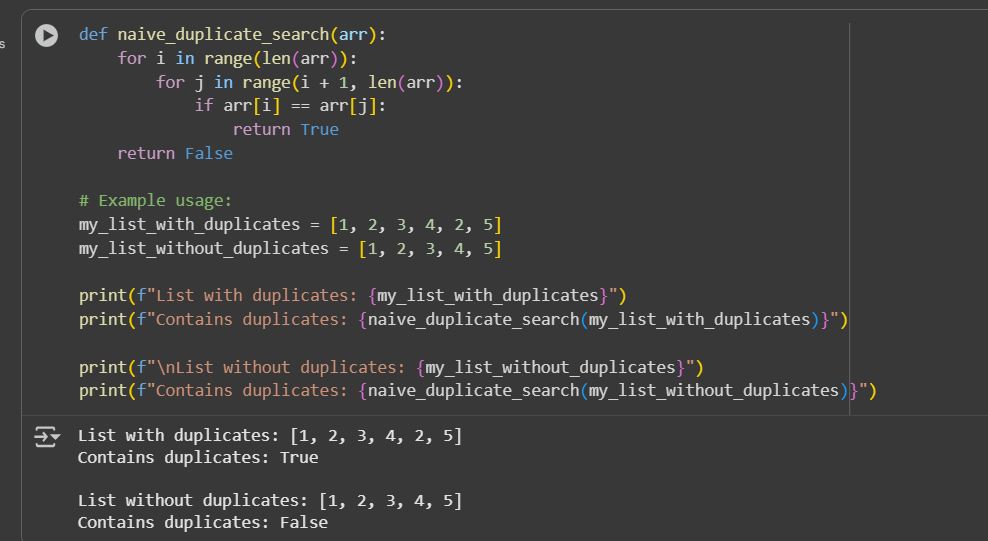 s
def naive_duplicate_search(arr):
    for i in range(len(arr)):
        for j in range(i + 1, len(arr)):
            if arr[i] == arr[j]:
                return True
    return False

# Example usage:
my_list_with_duplicates = [1, 2, 3, 4, 2, 5]
my_list_without_duplicates = [1, 2, 3, 4, 5]

print(f"List with duplicates: {my_list_with_duplicates}")
print(f"Contains duplicates: {naive_duplicate_search(my_list_with_duplicates)}")

print(f"\nList without duplicates: {my_list_without_duplicates}")
print(f"Contains duplicates: {naive_duplicate_search(my_list_without_duplicates)}")
List with duplicates: [1, 2, 3, 4, 2, 5]
Contains duplicates: True

List without duplicates: [1, 2, 3, 4, 5]
Contains duplicates: False